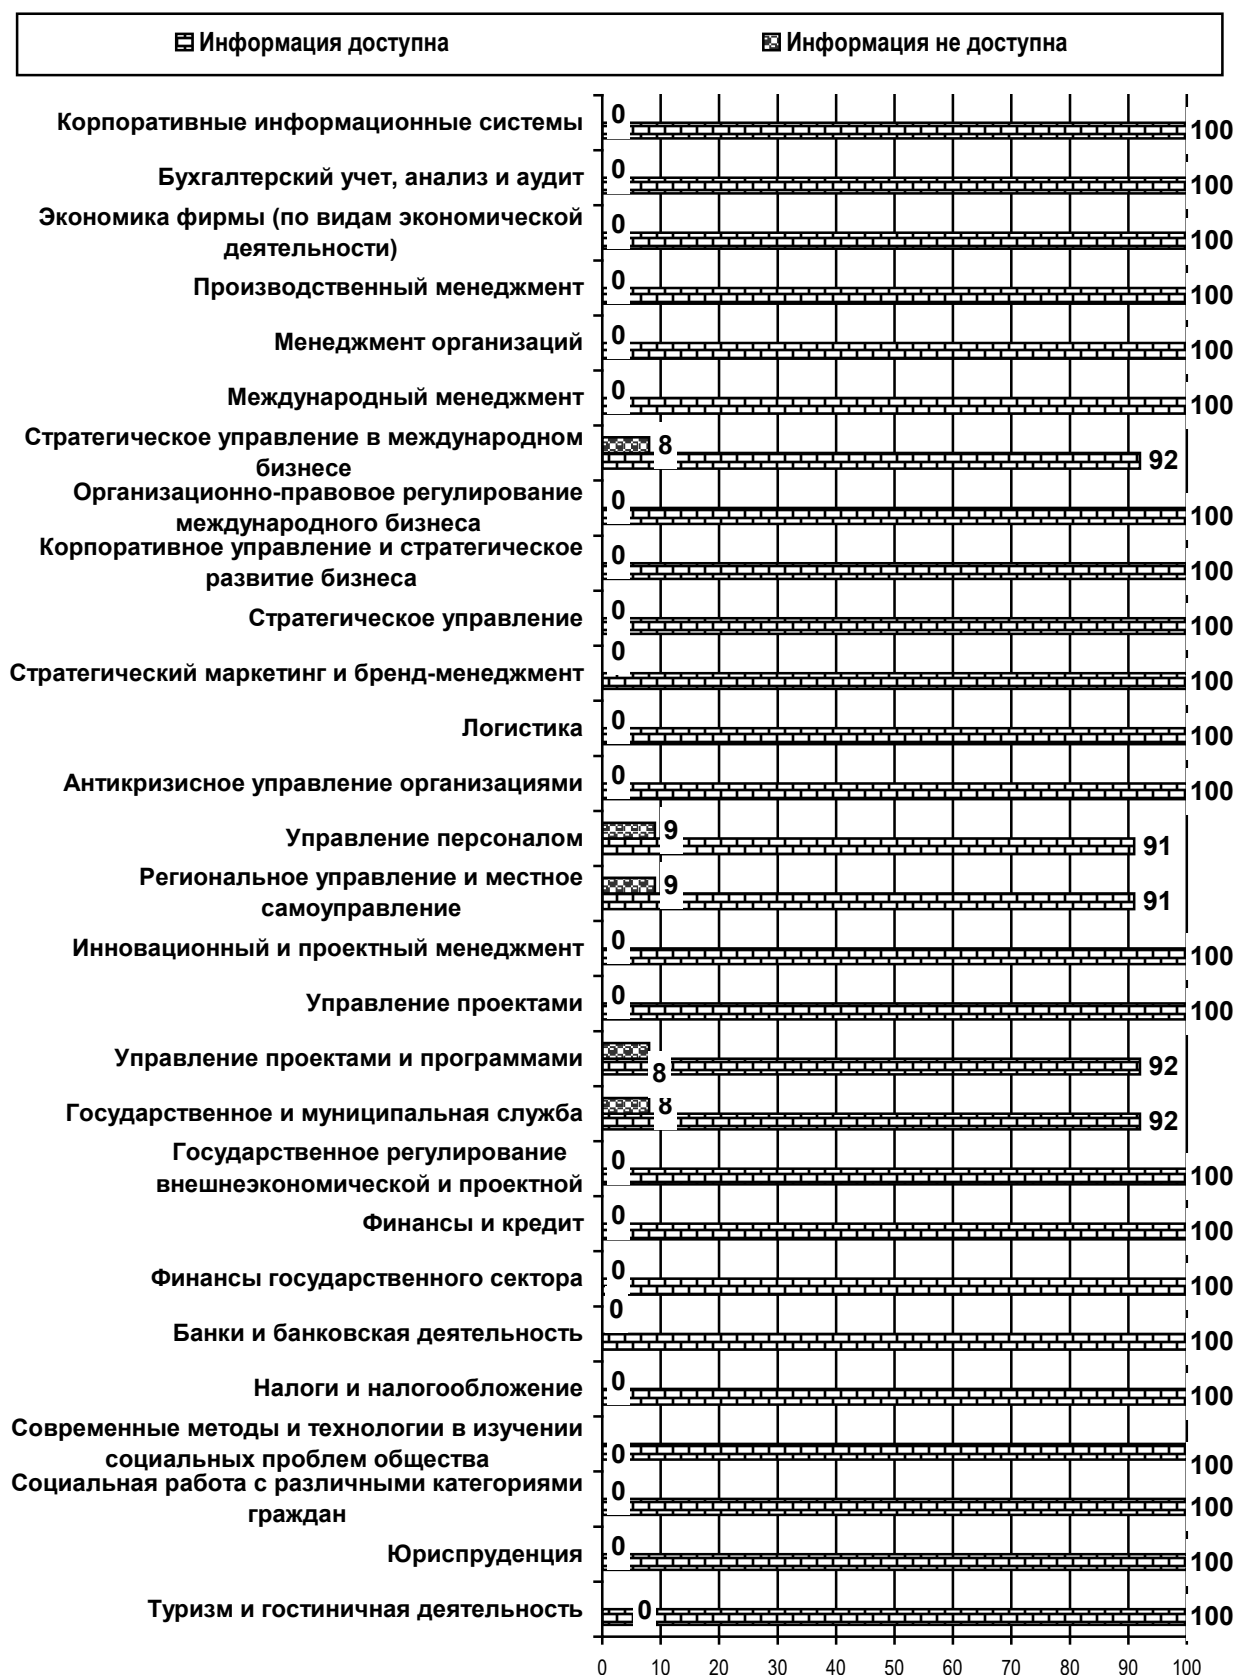 Информация доступна
Информация не доступна
Корпоративные информационные системы
0
100
Бухгалтерский учет, анализ и аудит
0
100
Экономика фирмы (по видам экономической
деятельности)
0
100
Производственный менеджмент
0
100
Менеджмент организаций
0
100
Международный менеджмент
0
100
Стратегическое управление в международном
бизнесе
8
92
Организационно-правовое регулирование
международного бизнеса
0
100
Корпоративное управление и стратегическое
развитие бизнеса
0
100
Стратегическое управление
0
100
Стратегический маркетинг и бренд-менеджмент
0
100
Логистика
0
100
Антикризисное управление организациями
0
100
Управление персоналом
9
91
Региональное управление и местное
самоуправление
9
91
Инновационный и проектный менеджмент
0
100
Управление проектами
0
100
Управление проектами и программами
8
92
Государственное и муниципальная служба
8
92
Государственное регулирование
внешнеэкономической и проектной
0
100
Финансы и кредит
0
100
Финансы государственного сектора
0
100
Банки и банковская деятельность
0
100
Налоги и налогообложение
0
100
Современные методы и технологии в изучении
социальных проблем общества
0
100
Социальная работа с различными категориями
граждан
0
100
Юриспруденция
0
100
Туризм и гостиничная деятельность
0
100
0 10 20 30 40 50 60 70 80 90 100